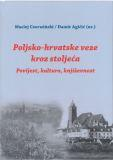 Maciej Czerwiński / Damir Agičić (ur.)
Poljsko-hrvatske veze
kroz stoljeća
Povijest, kultura, književnost